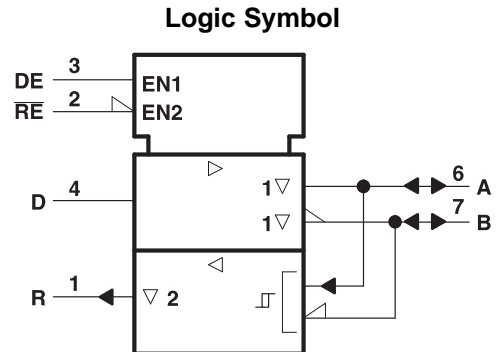 Logic Symbol
DE 3 EN1
RE 2 EN2
D 4 1 6 A
1 7 B
R 1 2